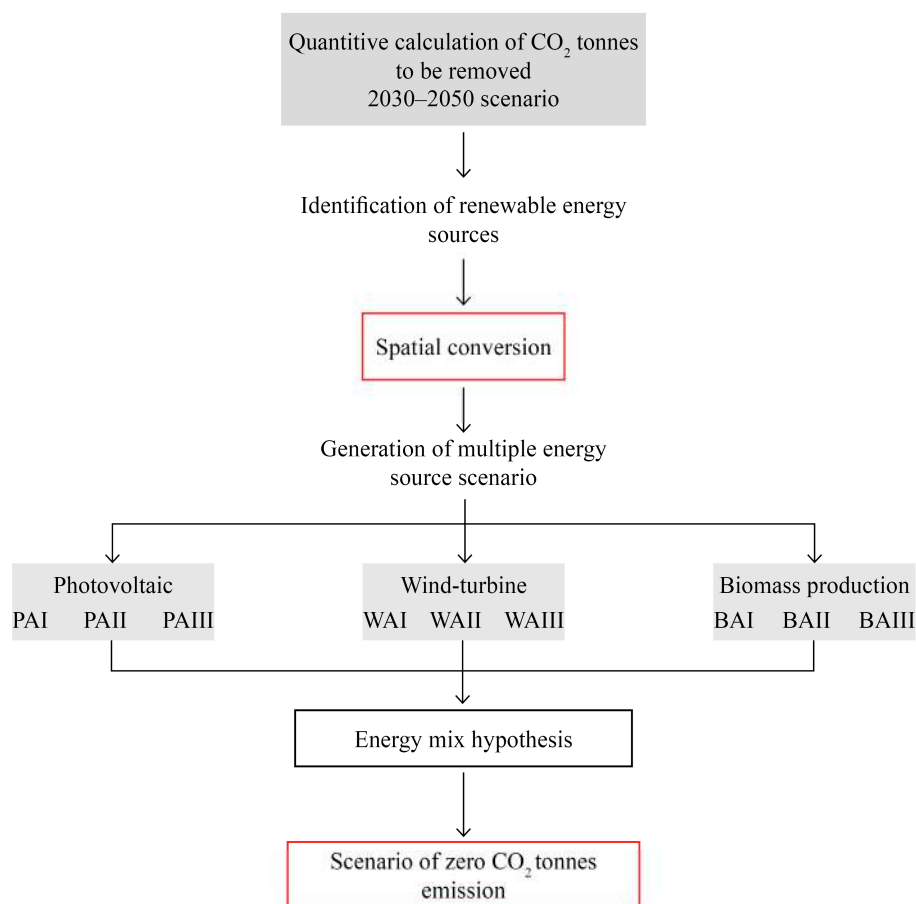 Quantitive calculation of CO₂ tonnes
to be removed
2030–2050 scenario
Identification of renewable energy
sources
Spatial conversion
Generation of multiple energy
source scenario
Photovoltaic
PAI PAII PAIII
Wind-turbine
WAI WAII WAIII
Biomass production
BAI BAII BAIII
Energy mix hypothesis
Scenario of zero CO₂ tonnes
emission